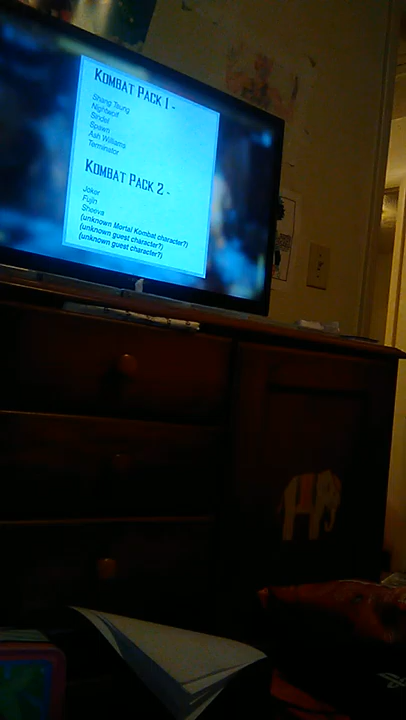 KOMBAT PACK 1 -
Shang Tsung
Nightwolf
Sindel
Spawn
Ash Williams
Terminator
KOMBAT PACK 2 -
Joker
Fujin
Sheeva
(unknown Mortal Kombat character?)
(unknown guest character?)
(unknown guest character?)